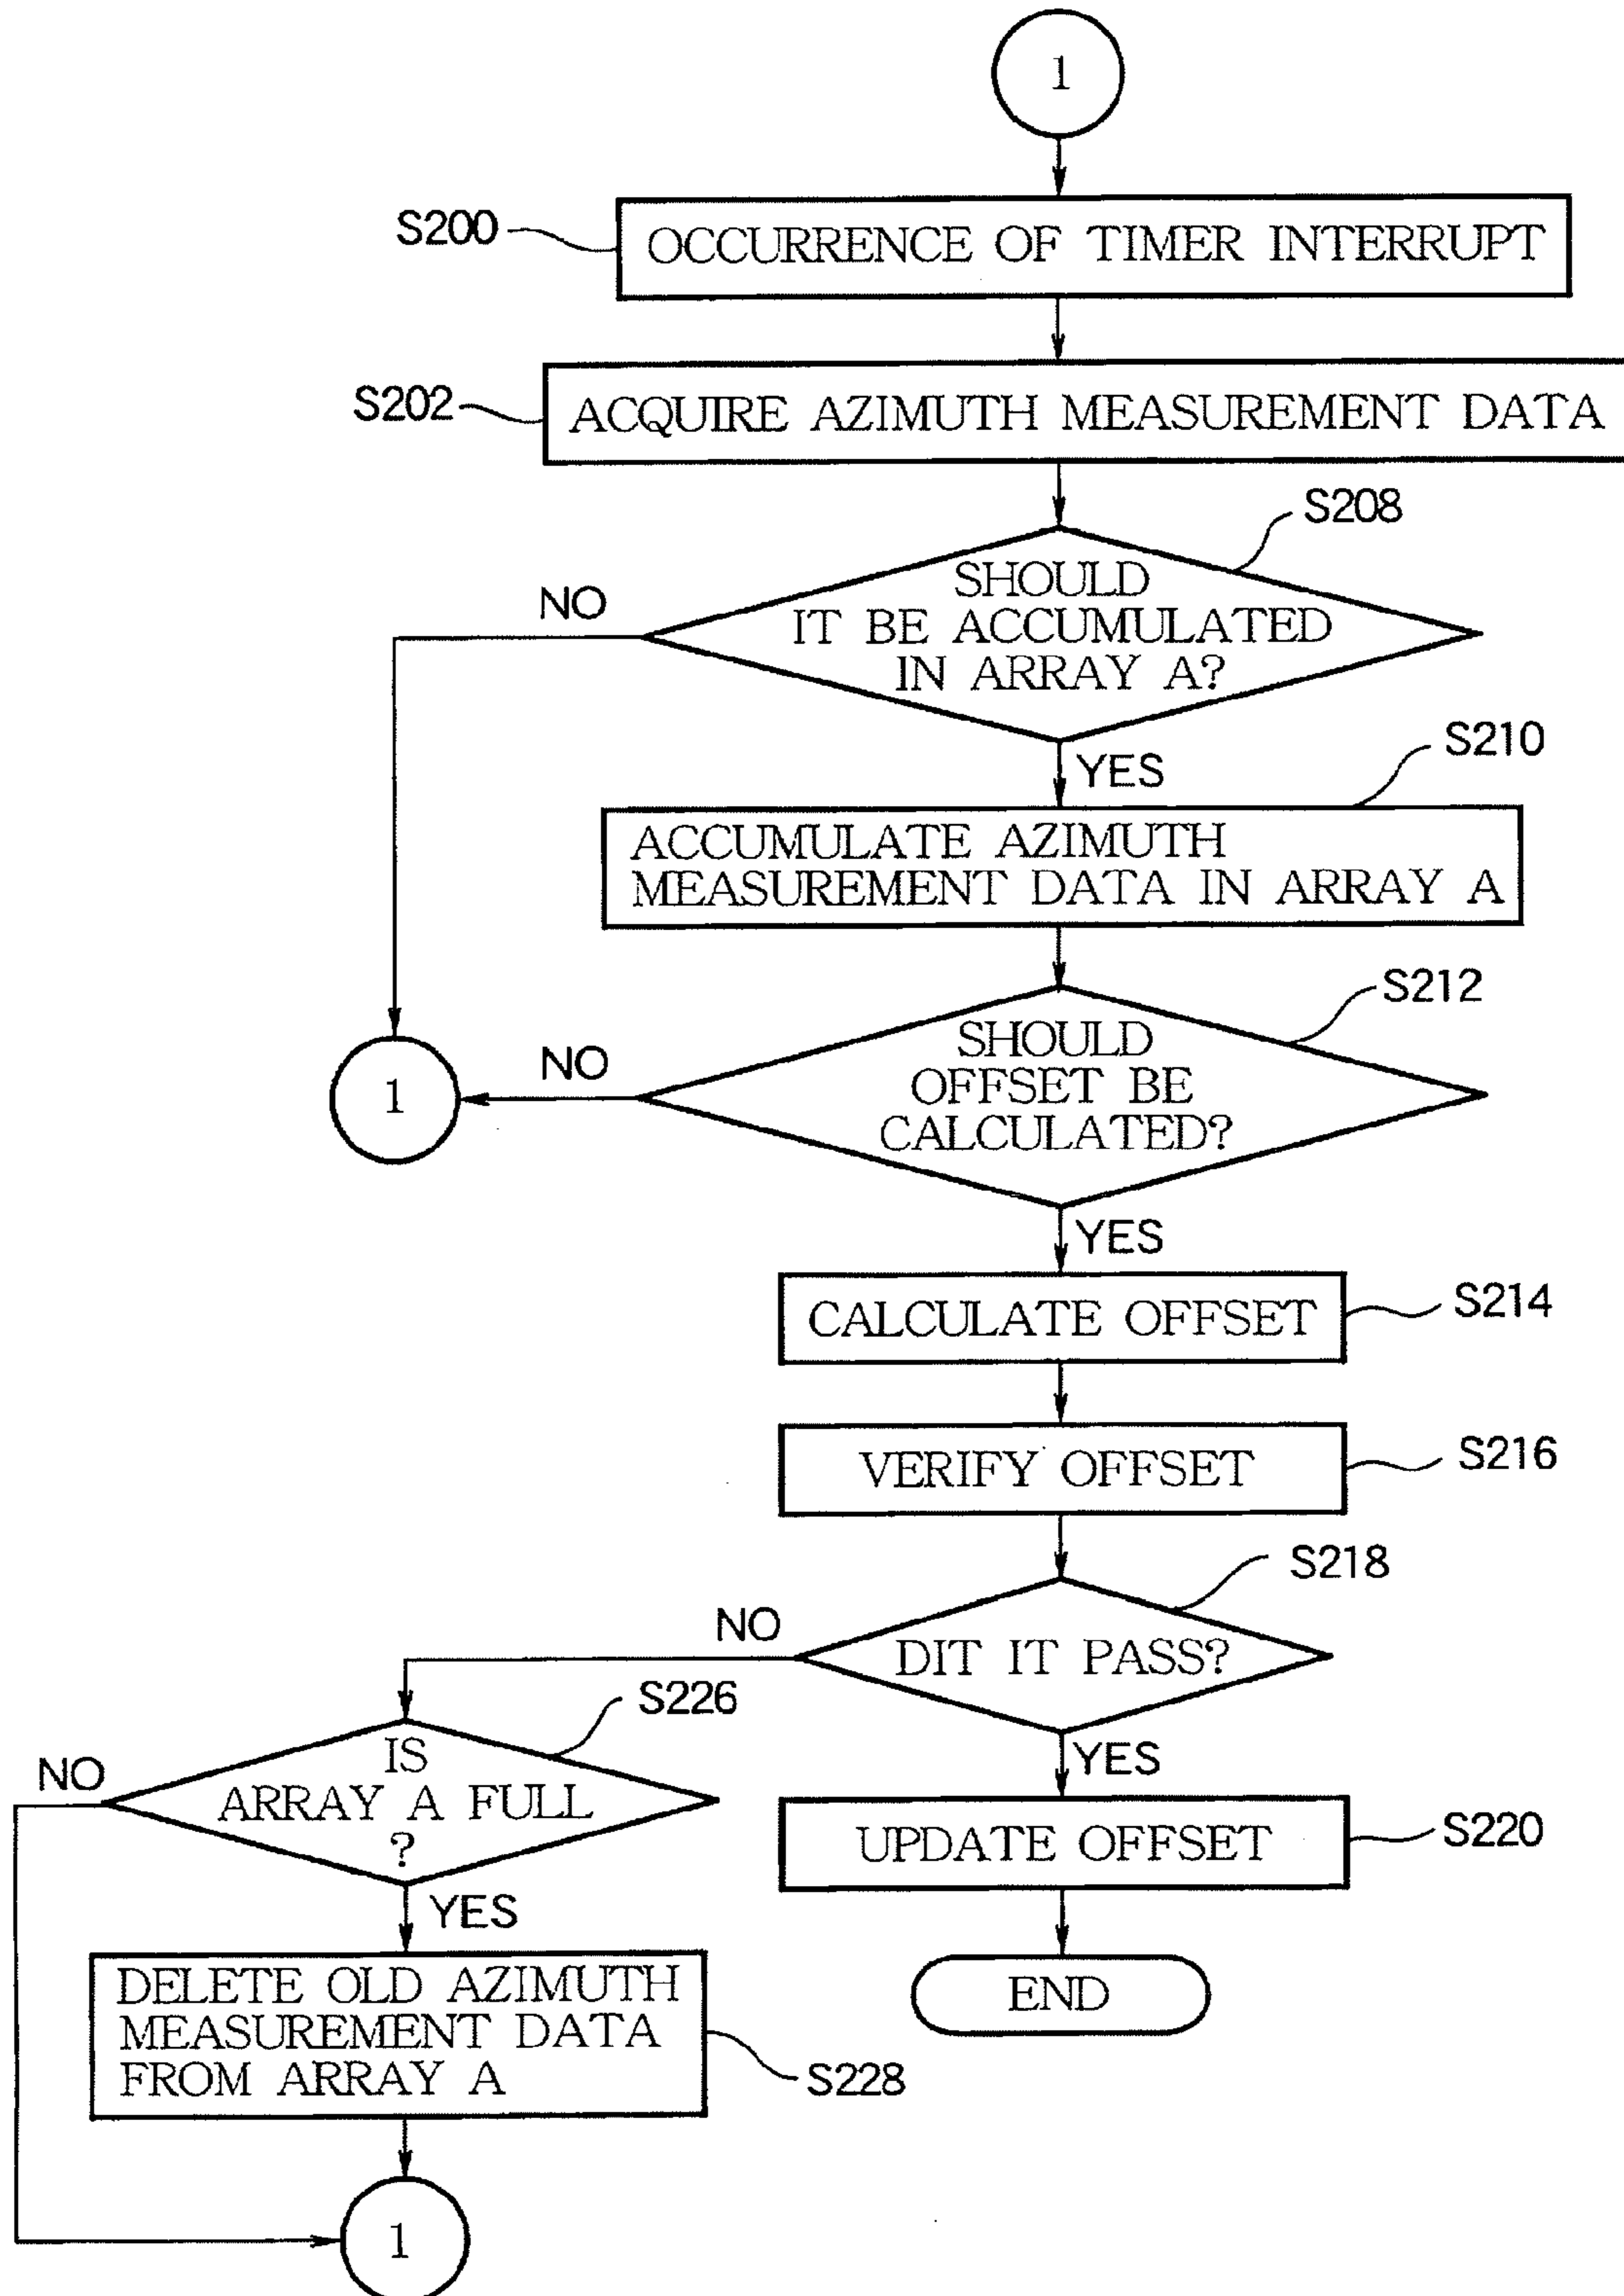 1
S200
OCCURRENCE OF TIMER INTERRUPT
S202
ACQUIRE AZIMUTH MEASUREMENT DATA
S208
SHOULD
IT BE ACCUMULATED
IN ARRAY A?
NO
YES
S210
ACCUMULATE AZIMUTH
MEASUREMENT DATA IN ARRAY A
S212
SHOULD
OFFSET BE
CALCULATED?
NO
1
YES
CALCULATE OFFSET
S214
VERIFY OFFSET
S216
S218
DIT IT PASS?
NO
YES
S226
IS
ARRAY A FULL
?
NO
YES
UPDATE OFFSET
S220
DELETE OLD AZIMUTH
MEASUREMENT DATA
FROM ARRAY A
S228
END
1